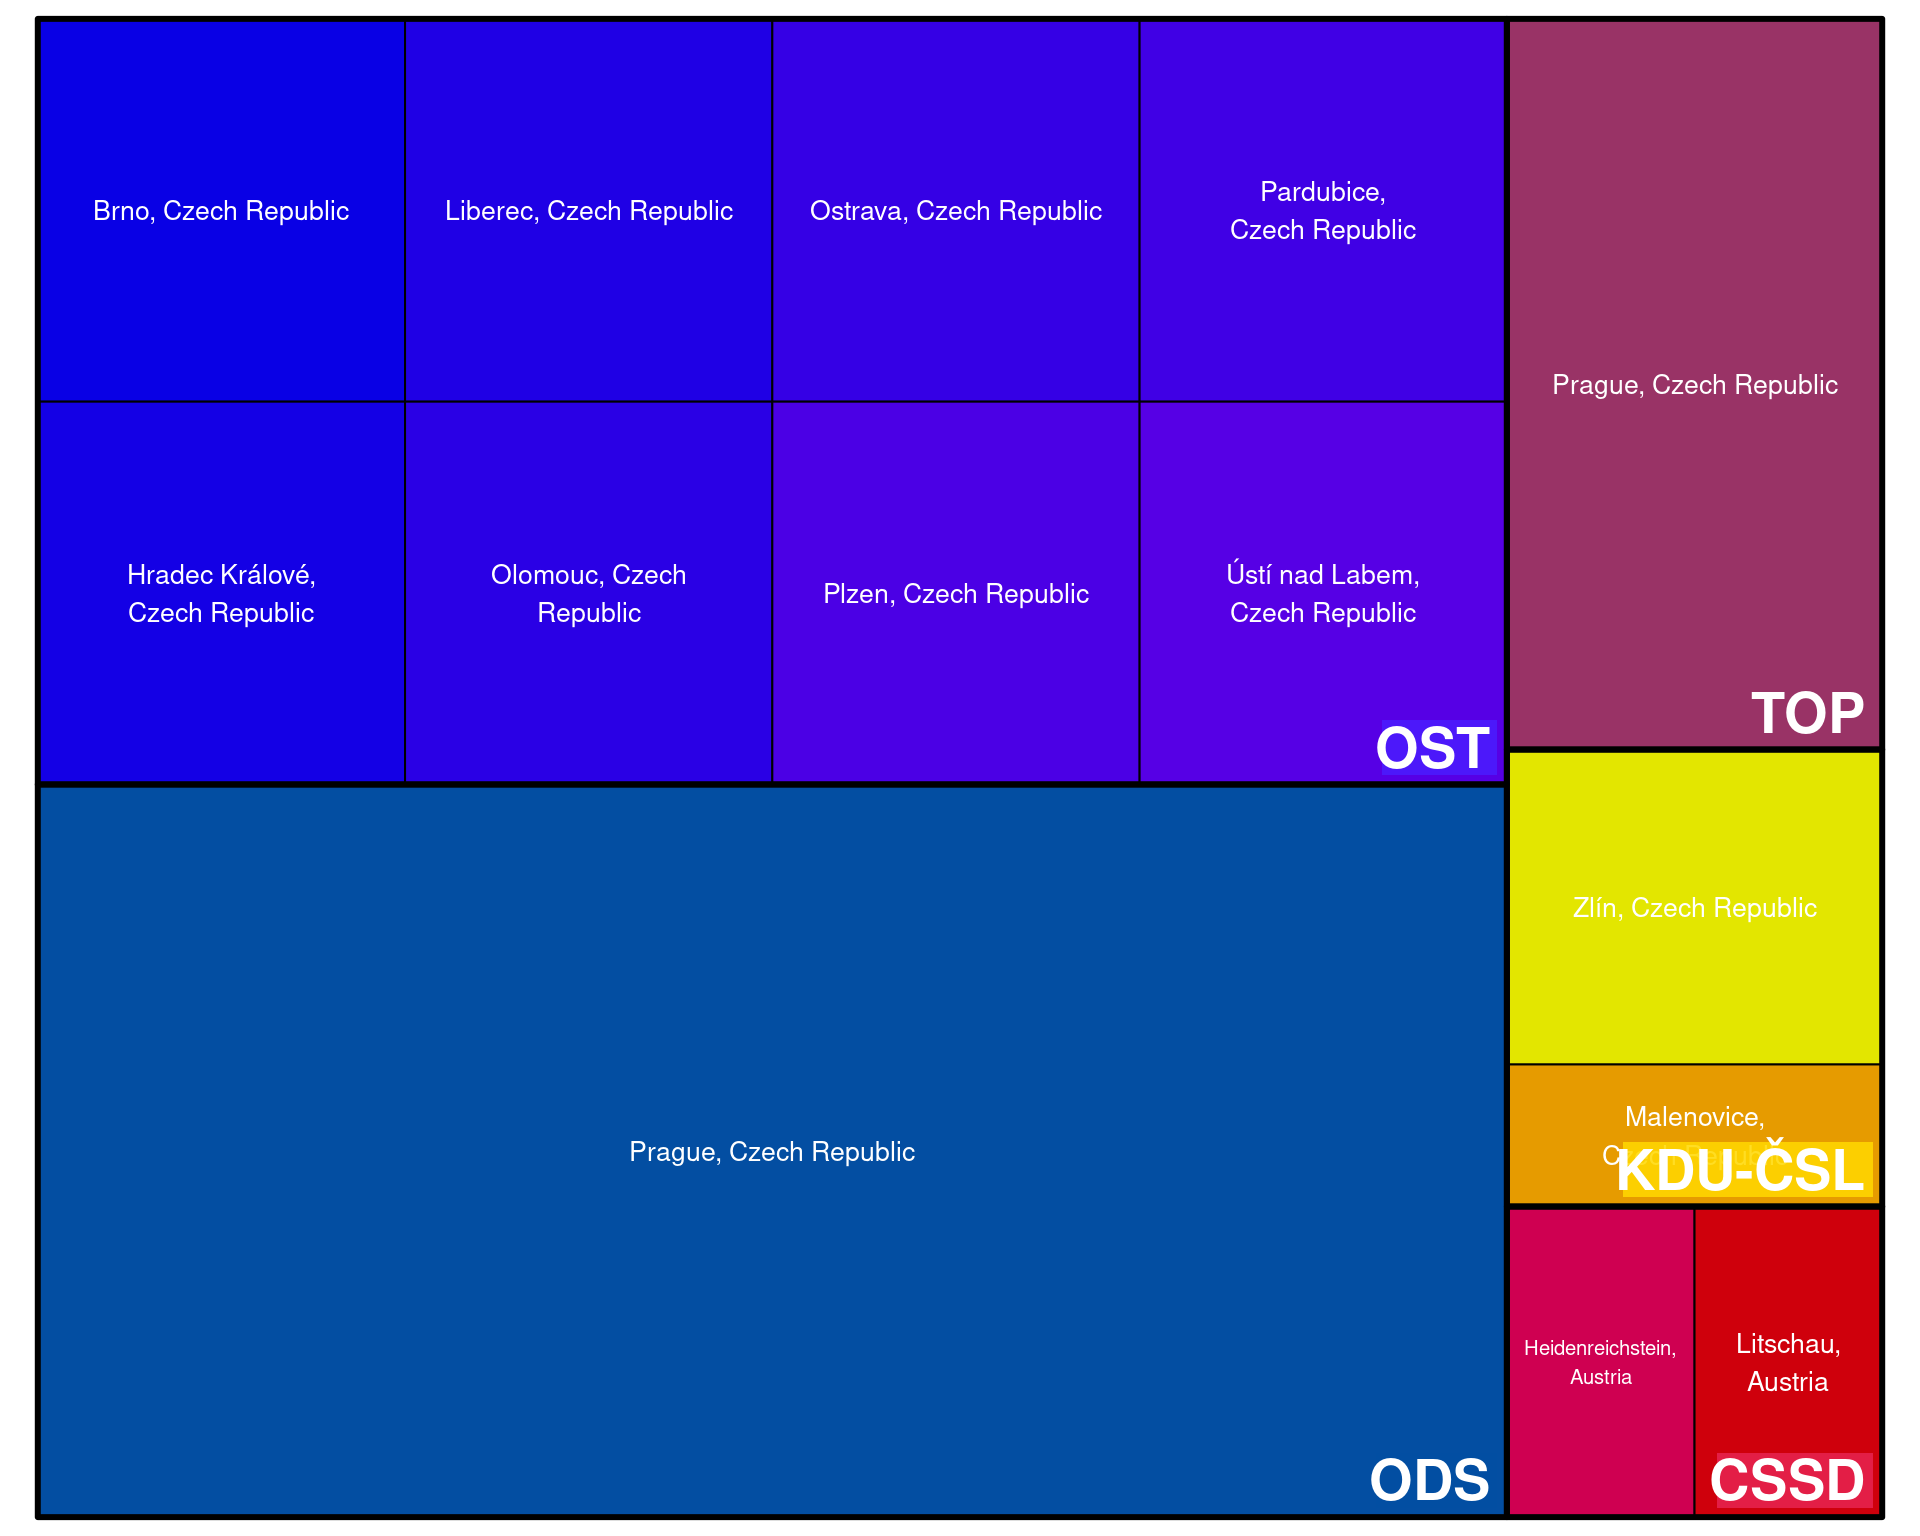 Brno, Czech Republic
Liberec, Czech Republic
Ostrava, Czech Republic
Pardubice,
Czech Republic
Hradec Králové,
Czech Republic
Olomouc, Czech
Republic
Plzen, Czech Republic
Ústí nad Labem,
Czech Republic
OST
Prague, Czech Republic
ODS
Prague, Czech Republic
TOP
Zlín, Czech Republic
Malenovice,
Czech Republic
KDU-ČSL
Heidenreichstein,
Austria
Litschau,
Austria
CSSD